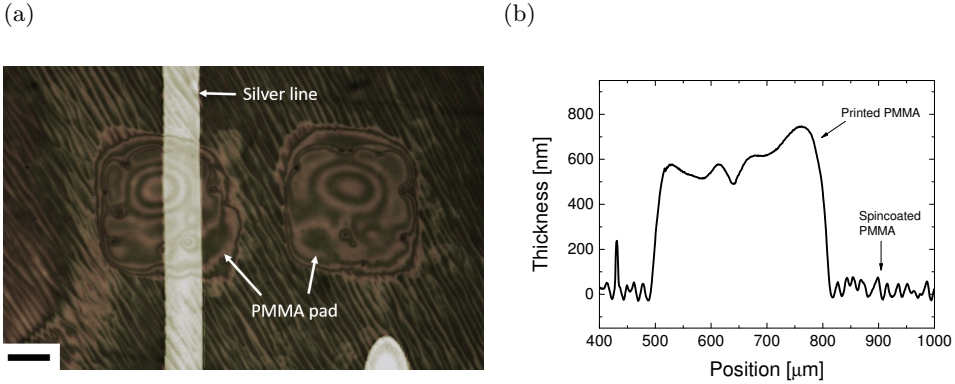 (a)
(b)
Silver line
PMMA pad
Thickness [nm]
800
600
400
200
0
Printed PMMA
Spincoated
PMMA
400 500 600 700 800 900 1000
Position [μm]